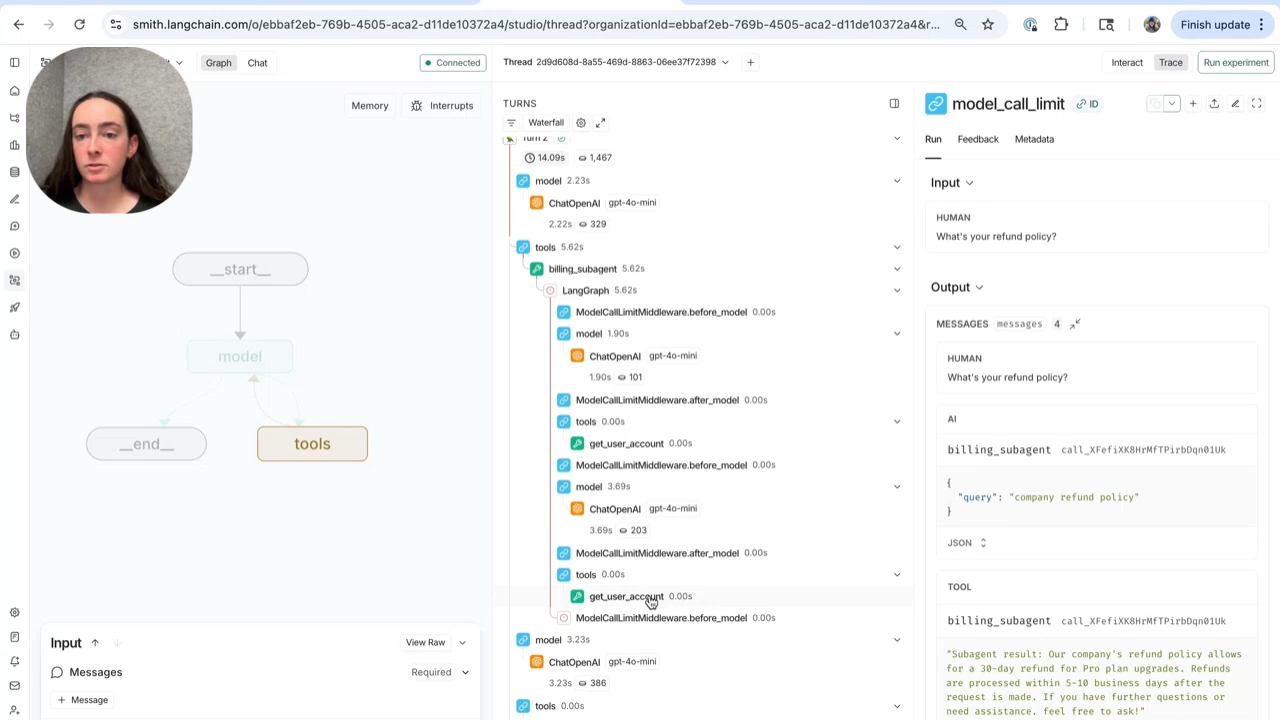 smith.langchain.com/o/ebbaf2eb-769b-4505-aca2-d11de10372a4/studio/thread?organizationId=ebbaf2eb-769b-4505-aca2-d11de10372a4&r...
Finish update
Graph
Chat
Connected
Memory
Interrupts
__start__
model
__end__
tools
Input
View Raw
Messages
Required
+ Message
Thread 2d9d608d-8a55-469d-8863-06ee37f72398
Interact
Trace
Run experiment
TURNS
Waterfall
Turn 2
14.09s 1,467
model 2.23s
ChatOpenAI gpt-4o-mini
2.22s 329
tools 5.62s
billing_subagent 5.62s
LangGraph 5.62s
ModelCallLimitMiddleware.before_model 0.00s
model 1.90s
ChatOpenAI gpt-4o-mini
1.90s 101
ModelCallLimitMiddleware.after_model 0.00s
tools 0.00s
get_user_account 0.00s
ModelCallLimitMiddleware.before_model 0.00s
model 3.69s
ChatOpenAI gpt-4o-mini
3.69s 203
ModelCallLimitMiddleware.after_model 0.00s
tools 0.00s
get_user_account 0.00s
ModelCallLimitMiddleware.before_model 0.00s
model 3.23s
ChatOpenAI gpt-4o-mini
3.23s 386
tools 0.00s
model_call_limit
ID
Run
Feedback
Metadata
Input
HUMAN
What's your refund policy?
Output
MESSAGES messages 4
HUMAN
What's your refund policy?
AI
billing_subagent call_XFefiXK8HrMfTPirbDqn01Uk
{
"query": "company refund policy"
}
JSON
TOOL
billing_subagent call_XFefiXK8HrMfTPirbDqn01Uk
"Subagent result: Our company's refund policy allows
for a 30-day refund for Pro plan upgrades. Refunds
are processed within 5-10 business days after the
request is made. If you have further questions or
need assistance, feel free to ask!"